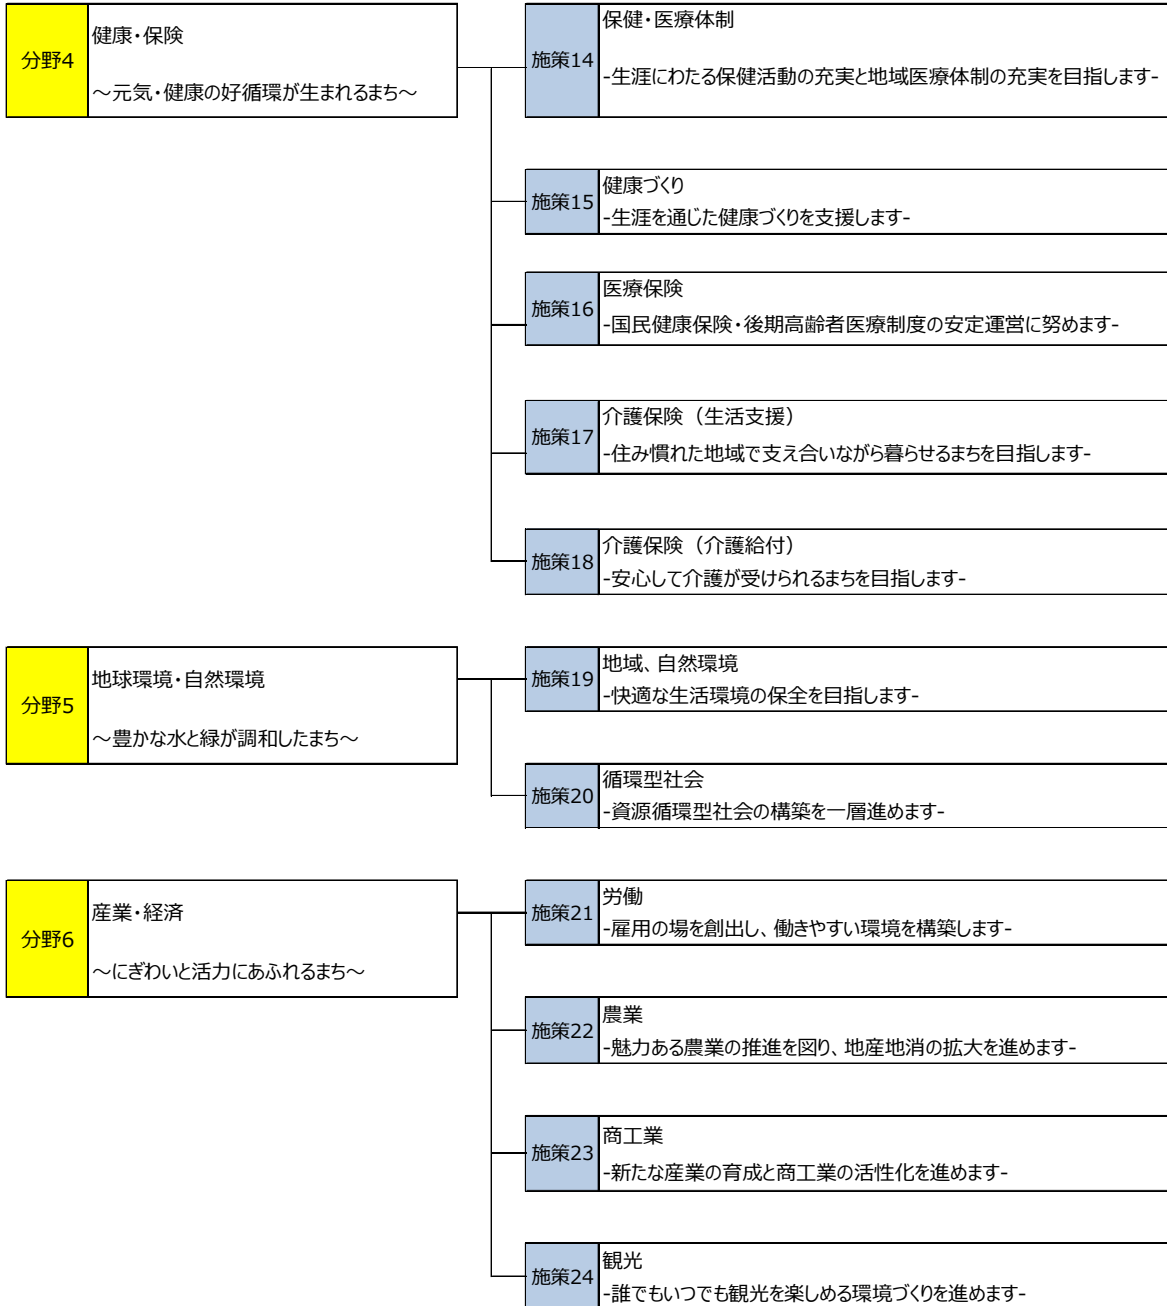 分野4
健康・保険
～元気・健康の好循環が生まれるまち～
施策14
保健・医療体制
-生涯にわたる保健活動の充実と地域医療体制の充実を目指します-
施策15
健康づくり
-生涯を通じた健康づくりを支援します-
施策16
医療保険
-国民健康保険・後期高齢者医療制度の安定運営に努めます-
施策17
介護保険（生活支援）
-住み慣れた地域で支え合いながら暮らせるまちを目指します-
施策18
介護保険（介護給付）
-安心して介護が受けられるまちを目指します-
分野5
地球環境・自然環境
～豊かな水と緑が調和したまち～
施策19
地域、自然環境
-快適な生活環境の保全を目指します-
施策20
循環型社会
-資源循環型社会の構築を一層進めます-
分野6
産業・経済
～にぎわいと活力にあふれるまち～
施策21
労働
-雇用の場を創出し、働きやすい環境を構築します-
施策22
農業
-魅力ある農業の推進を図り、地産地消の拡大を進めます-
施策23
商工業
-新たな産業の育成と商工業の活性化を進めます-
施策24
観光
-誰でもいつでも観光を楽しめる環境づくりを進めます-